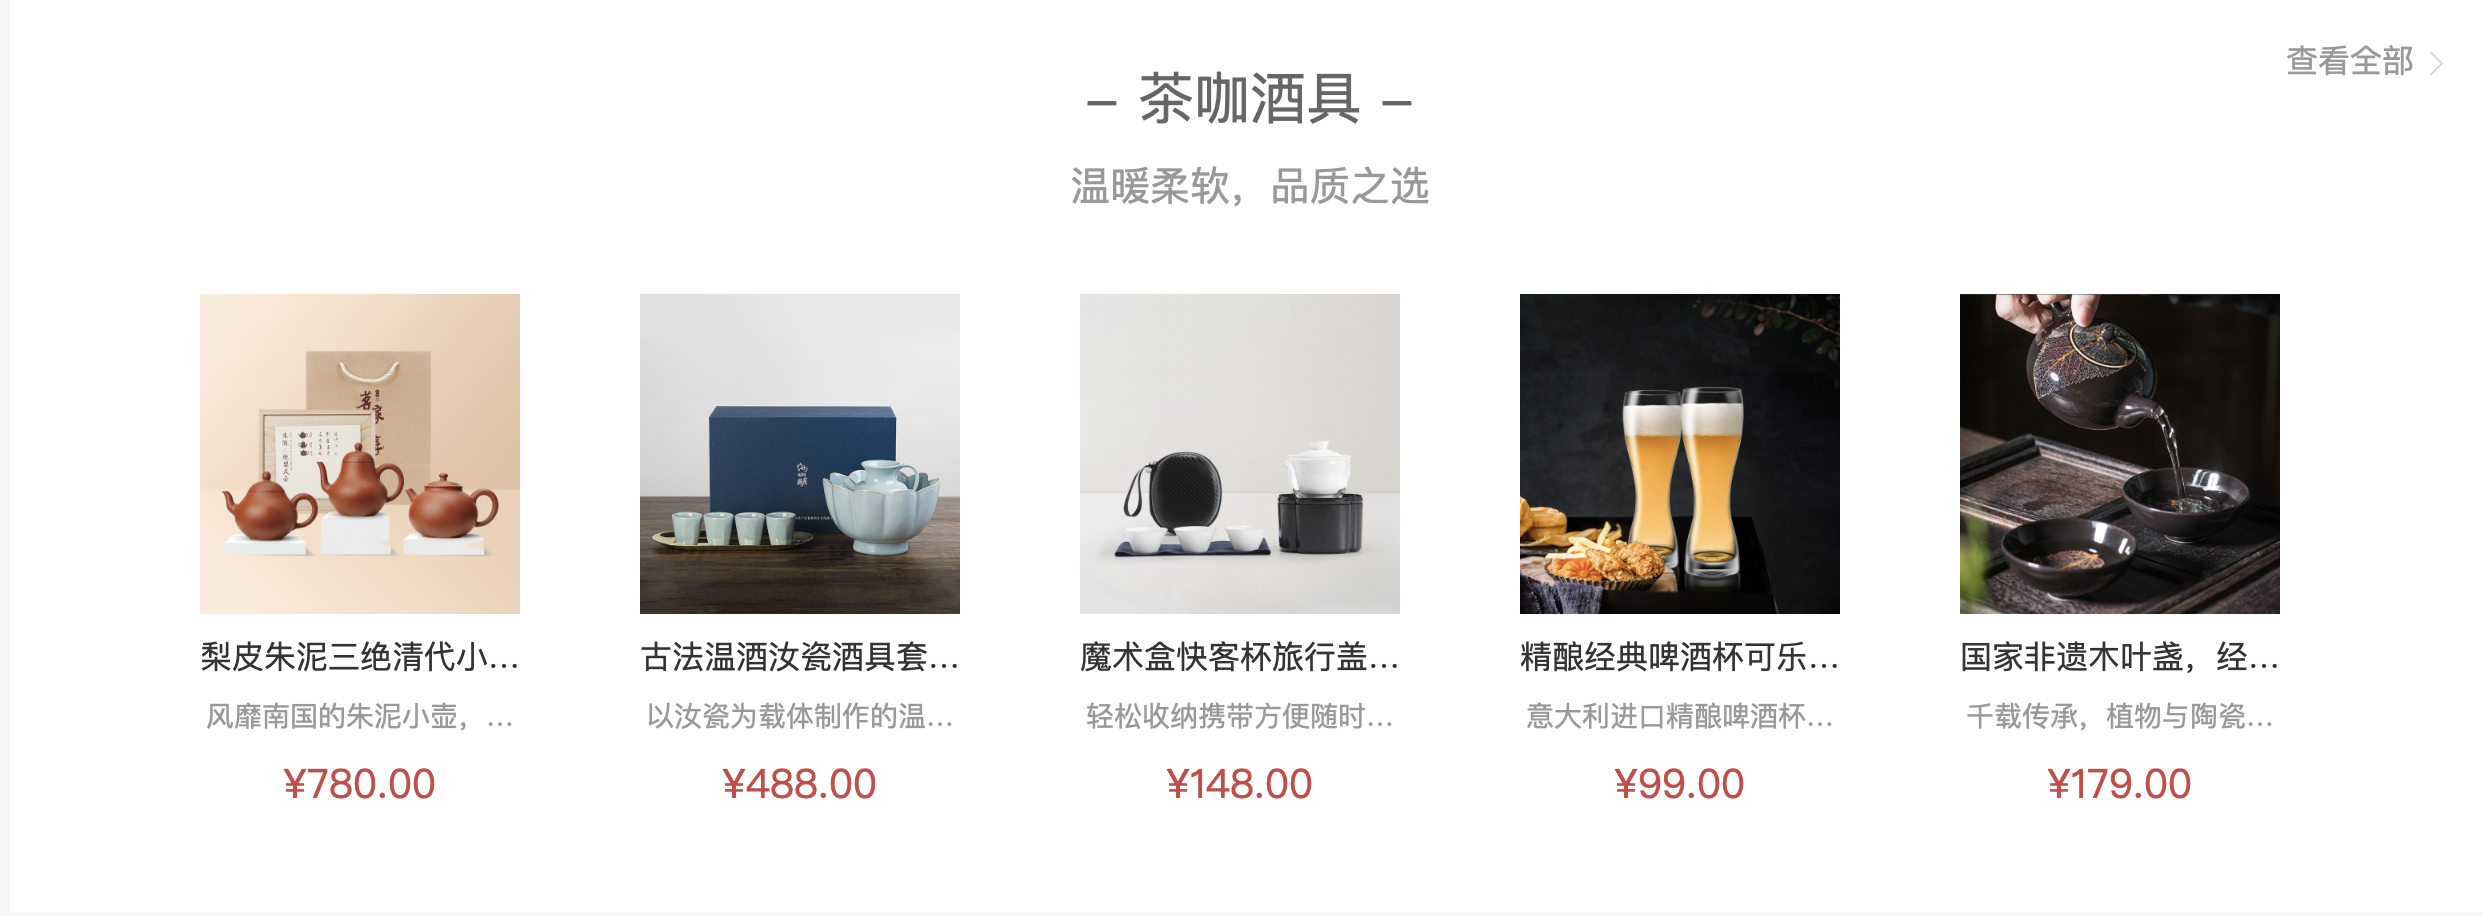 查看全部
– 茶咖酒具 –
温暖柔软，品质之选
梨皮朱泥三绝清代小...
古法温酒汝瓷酒具套...
魔术盒快客杯旅行盖...
精酿经典啤酒杯可乐...
国家非遗木叶盏，经...
风靡南国的朱泥小壶，...
以汝瓷为载体制作的温...
轻松收纳携带方便随时...
意大利进口精酿啤酒杯...
千载传承，植物与陶瓷...
¥780.00
¥488.00
¥148.00
¥99.00
¥179.00